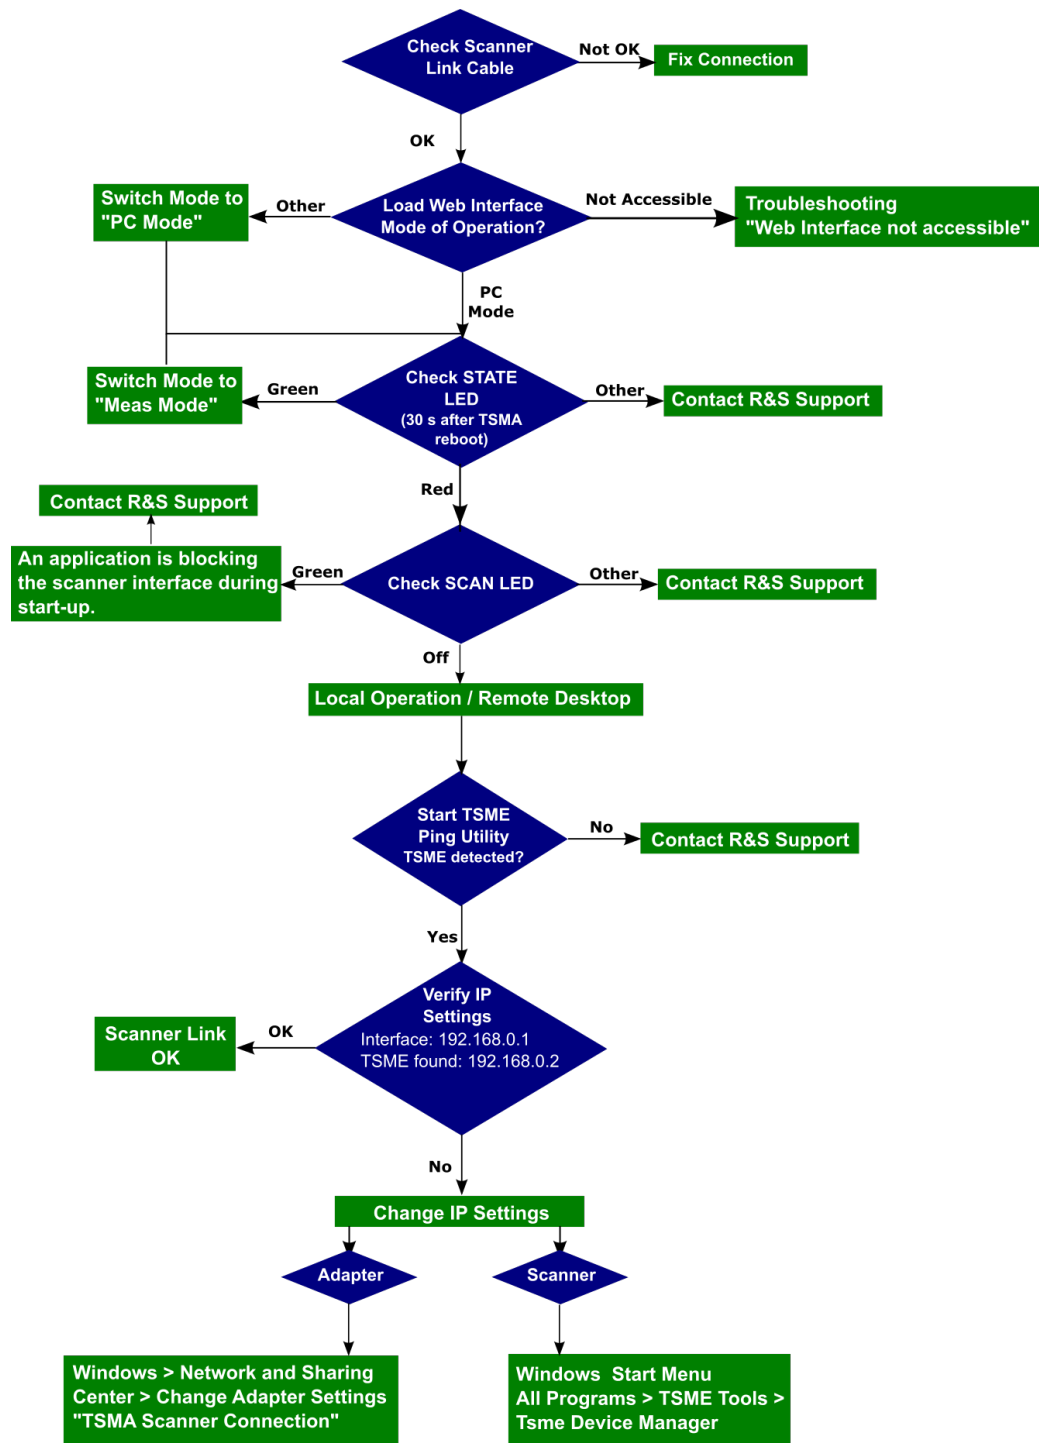 Check Scanner
Link Cable
Not OK
Fix Connection
OK
Switch Mode to
"PC Mode"
Other
Load Web Interface
Mode of Operation?
Not Accessible
Troubleshooting
"Web Interface not accessible"
PC
Mode
Switch Mode to
"Meas Mode"
Green
Check STATE
LED
(30 s after TSMA
reboot)
Other
Contact R&S Support
Red
Contact R&S Support
An application is blocking
the scanner interface during
start-up.
Green
Check SCAN LED
Other
Contact R&S Support
Off
Local Operation / Remote Desktop
Start TSME
Ping Utility
TSME detected?
No
Contact R&S Support
Yes
Verify IP
Settings
Interface: 192.168.0.1
TSME found: 192.168.0.2
OK
Scanner Link
OK
No
Change IP Settings
Adapter
Scanner
Windows > Network and Sharing
Center > Change Adapter Settings
"TSMA Scanner Connection"
Windows Start Menu
All Programs > TSME Tools >
Tsme Device Manager